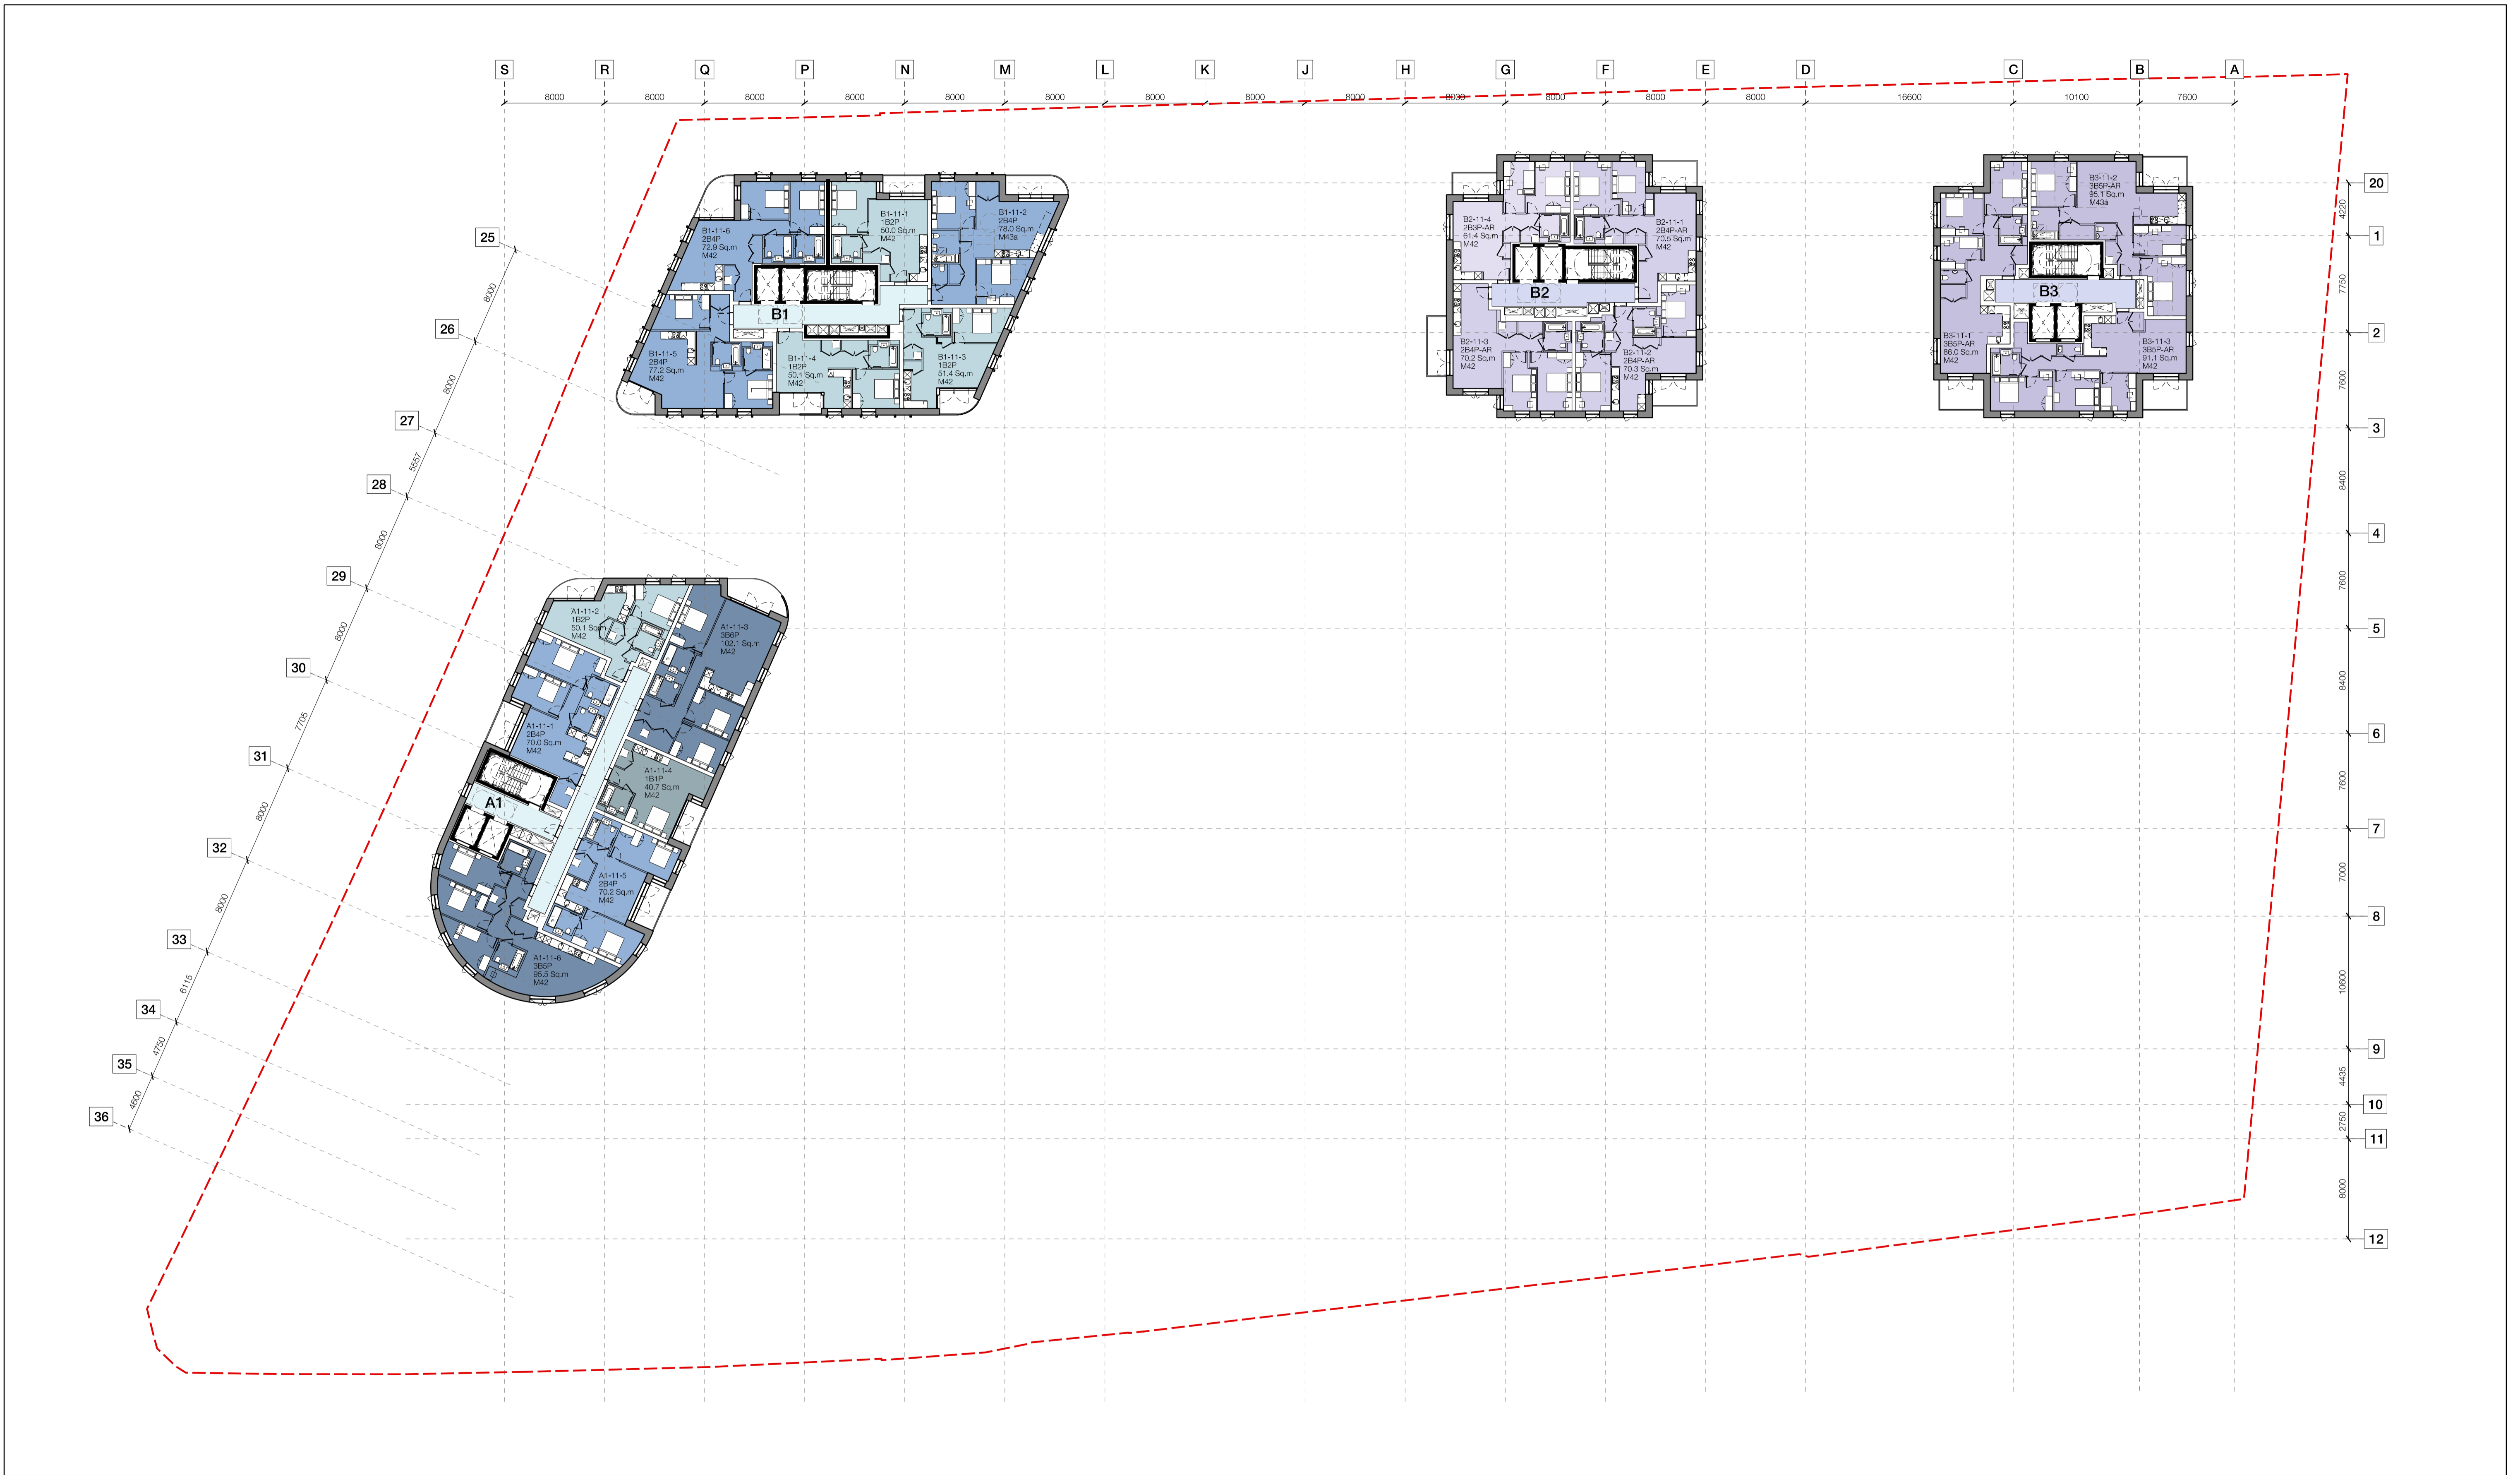 S R Q P N M L K J H G F E D C B A
8000 8000 8000 8000 8000 8000 8000 8000 8000 8030 8000 8000 8000 16600 10100 7600
20
4220
1
7750
2
7600
3
8400
4
7600
5
8400
6
7600
7
7000
8
10600
9
4435
10
2750
11
8000
12
25
8000
26
8000
27
5557
28
8000
29
8000
30
7705
31
8000
32
8000
33
6115
34
4750
35
4600
36
B1-11-6
2B4P
72.9 Sq.m
M42
B1-11-1
1B2P
50.0 Sq.m
M42
B1-11-2
2B4P
78.0 Sq.m
M43a
B1
B1-11-5
2B4P
77.2 Sq.m
M42
B1-11-4
1B2P
50.1 Sq.m
M42
B1-11-3
1B2P
51.4 Sq.m
M42
B2-11-4
2B3P-AR
61.4 Sq.m
M42
B2-11-1
2B4P-AR
70.5 Sq.m
M42
B2
B2-11-3
2B4P-AR
70.2 Sq.m
M42
B2-11-2
2B4P-AR
70.3 Sq.m
M42
B3-11-2
3B5P-AR
95.1 Sq.m
M43a
B3
B3-11-1
3B5P-AR
86.0 Sq.m
M42
B3-11-3
3B5P-AR
91.1 Sq.m
M42
A1-11-2
1B2P
50.1 Sq.m
M42
A1-11-3
3B6P
102.1 Sq.m
M42
A1-11-1
2B4P
70.0 Sq.m
M42
A1-11-4
1B1P
40.7 Sq.m
M42
A1
A1-11-5
2B4P
70.2 Sq.m
M42
A1-11-6
3B5P
95.5 Sq.m
M42